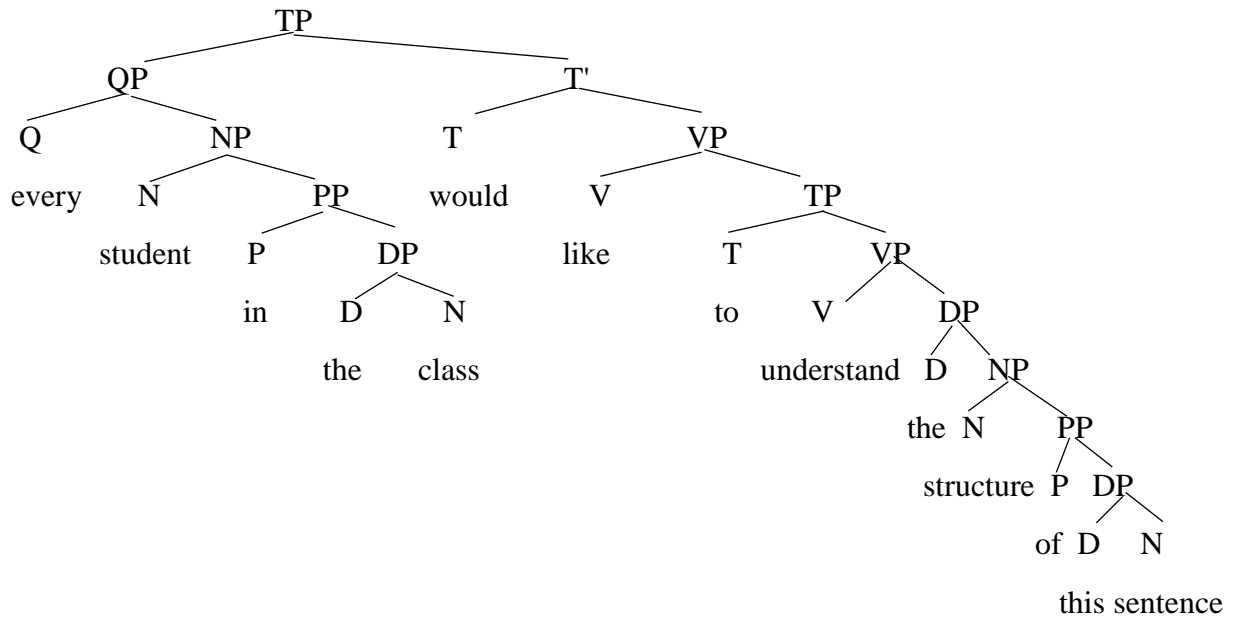 TP
QP T'
Q NP T VP
every N PP would V TP
student P DP like T VP
in D N to V DP
the class understand D NP
the N PP
structure P DP
of D N
this sentence